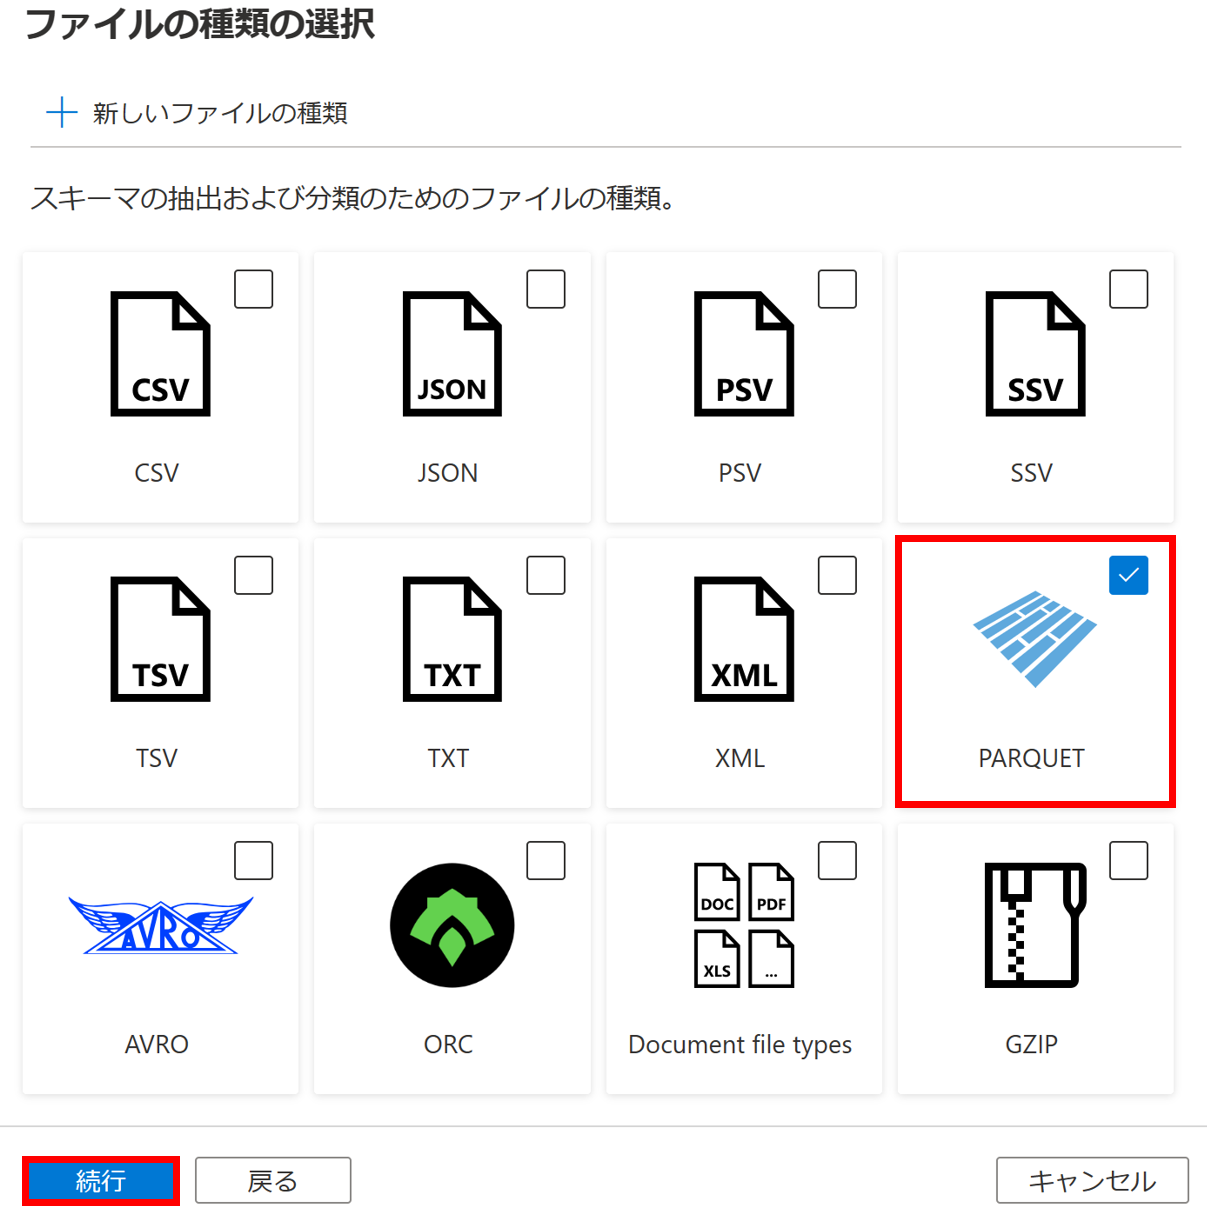 ファイルの種類の選択
新しいファイルの種類
スキーマの抽出および分類のためのファイルの種類。
CSV
JSON
PSV
SSV
CSV
JSON
PSV
SSV
TSV
TXT
XML
TSV
TXT
XML
PARQUET
AVRO
DOC
PDF
XLS
...
AVRO
ORC
Document file types
GZIP
続行
戻る
キャンセル